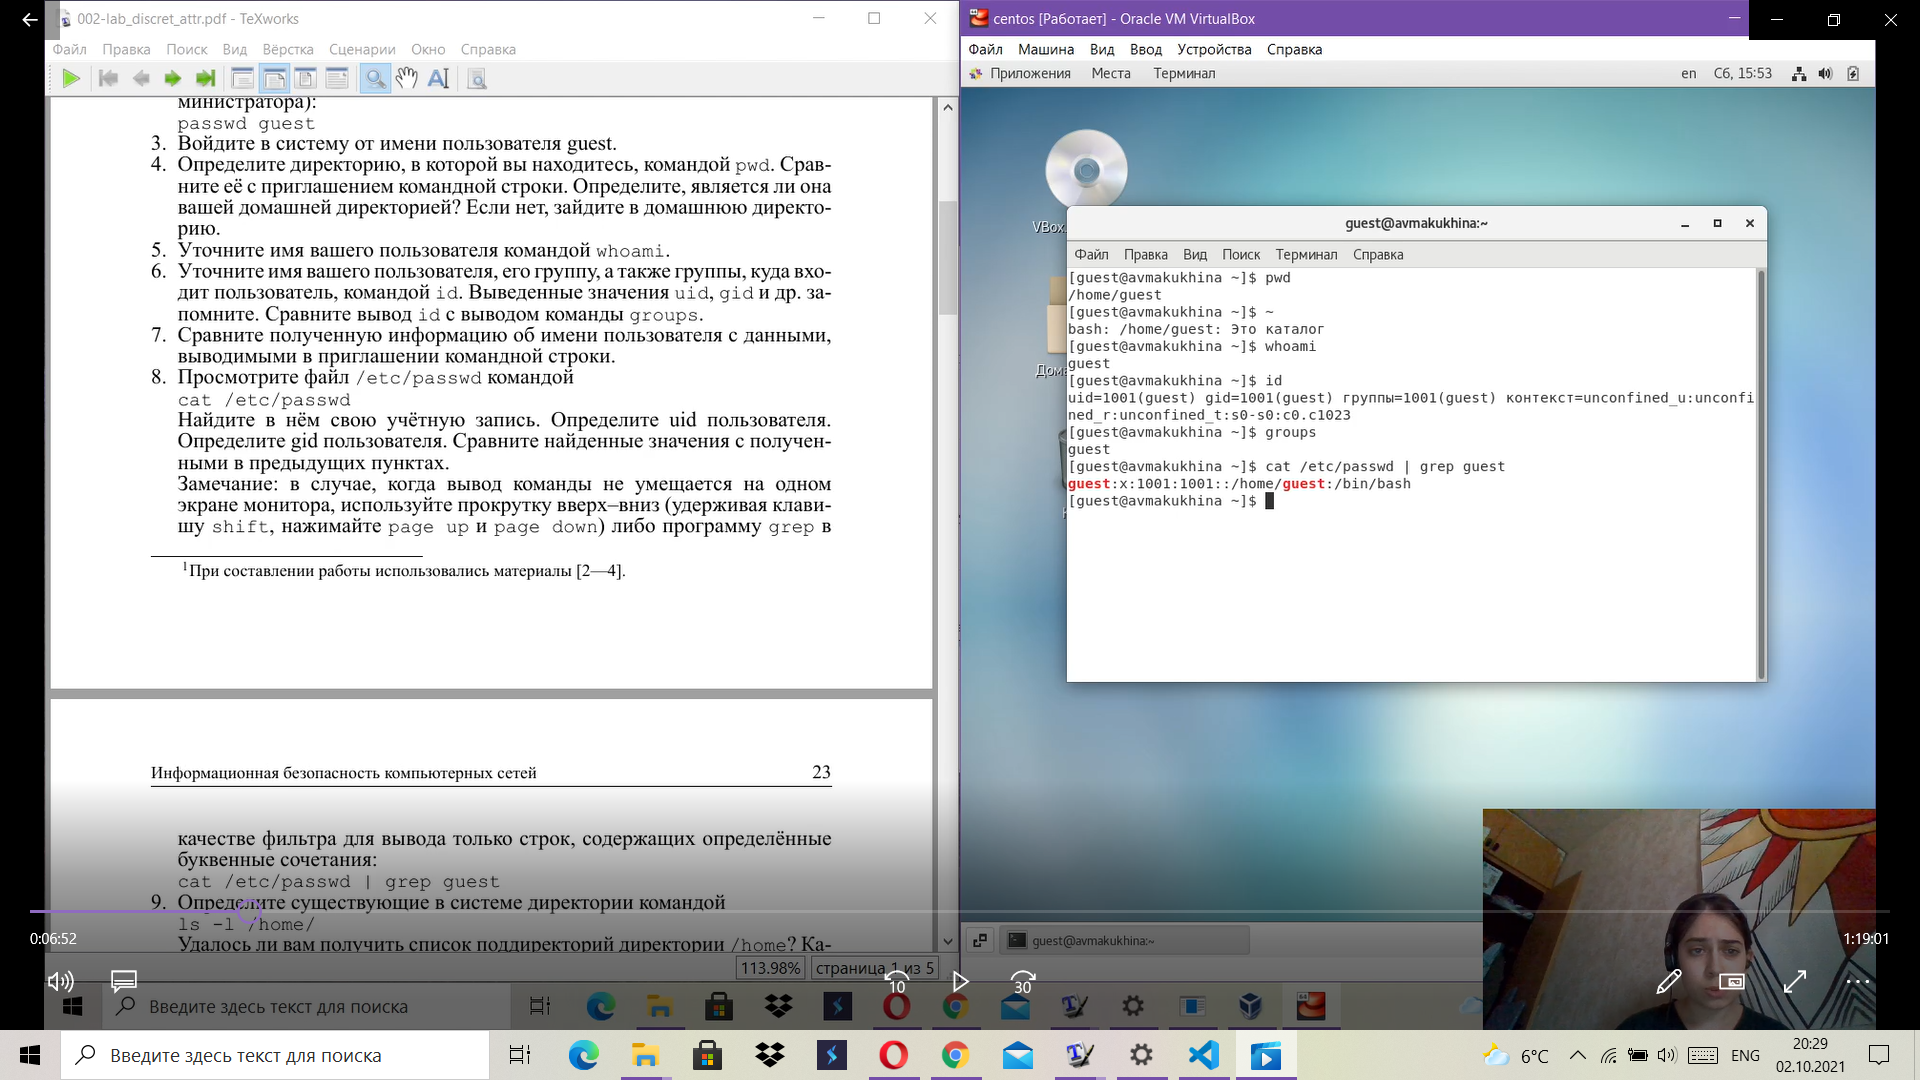 002-lab_discret_attr.pdf - TeXworks
Файл Правка Поиск Вид Вёрстка Сценарии Окно Справка
министратора):
passwd guest
3. Войдите в систему от имени пользователя guest.
4. Определите директорию, в которой вы находитесь, командой pwd. Срав-
ните её с приглашением командной строки. Определите, является ли она
вашей домашней директорией? Если нет, зайдите в домашнюю директо-
рию.
5. Уточните имя вашего пользователя командой whoami.
6. Уточните имя вашего пользователя, его группу, а также группы, куда вхо-
дит пользователь, командой id. Выведенные значения uid, gid и др. за-
помните. Сравните вывод id с выводом команды groups.
7. Сравните полученную информацию об имени пользователя с данными,
выводимыми в приглашении командной строки.
8. Просмотрите файл /etc/passwd командой
cat /etc/passwd
Найдите в нём свою учётную запись. Определите uid пользователя.
Определите gid пользователя. Сравните найденные значения с получен-
ными в предыдущих пунктах.
Замечание: в случае, когда вывод команды не умещается на одном
экране монитора, используйте прокрутку вверх–вниз (удерживая клави-
шу shift, нажимайте page up и page down) либо программу grep в
1 При составлении работы использовались материалы [2—4].
Информационная безопасность компьютерных сетей 23
качестве фильтра для вывода только строк, содержащих определённые
буквенные сочетания:
cat /etc/passwd | grep guest
9. Определите существующие в системе директории командой
ls -l /home/
Удалось ли вам получить список поддиректорий директории /home? Ка-
113.98% страница 1 из 5
centos [Работает] - Oracle VM VirtualBox
Файл Машина Вид Ввод Устройства Справка
Приложения Места Терминал en Сб, 15:53
VBox
Дома
guest@avmakukhina:~
Файл Правка Вид Поиск Терминал Справка
[guest@avmakukhina ~]$ pwd
/home/guest
[guest@avmakukhina ~]$ ~
bash: /home/guest: Это каталог
[guest@avmakukhina ~]$ whoami
guest
[guest@avmakukhina ~]$ id
uid=1001(guest) gid=1001(guest) группы=1001(guest) контекст=unconfined_u:unconfi
ned_r:unconfined_t:s0-s0:c0.c1023
[guest@avmakukhina ~]$ groups
guest
[guest@avmakukhina ~]$ cat /etc/passwd | grep guest
guest:x:1001:1001::/home/guest:/bin/bash
[guest@avmakukhina ~]$
guest@avmakukhina:~
0:06:52
1:19:01
10
30
Введите здесь текст для поиска
Введите здесь текст для поиска
6°C ENG 20:29
02.10.2021